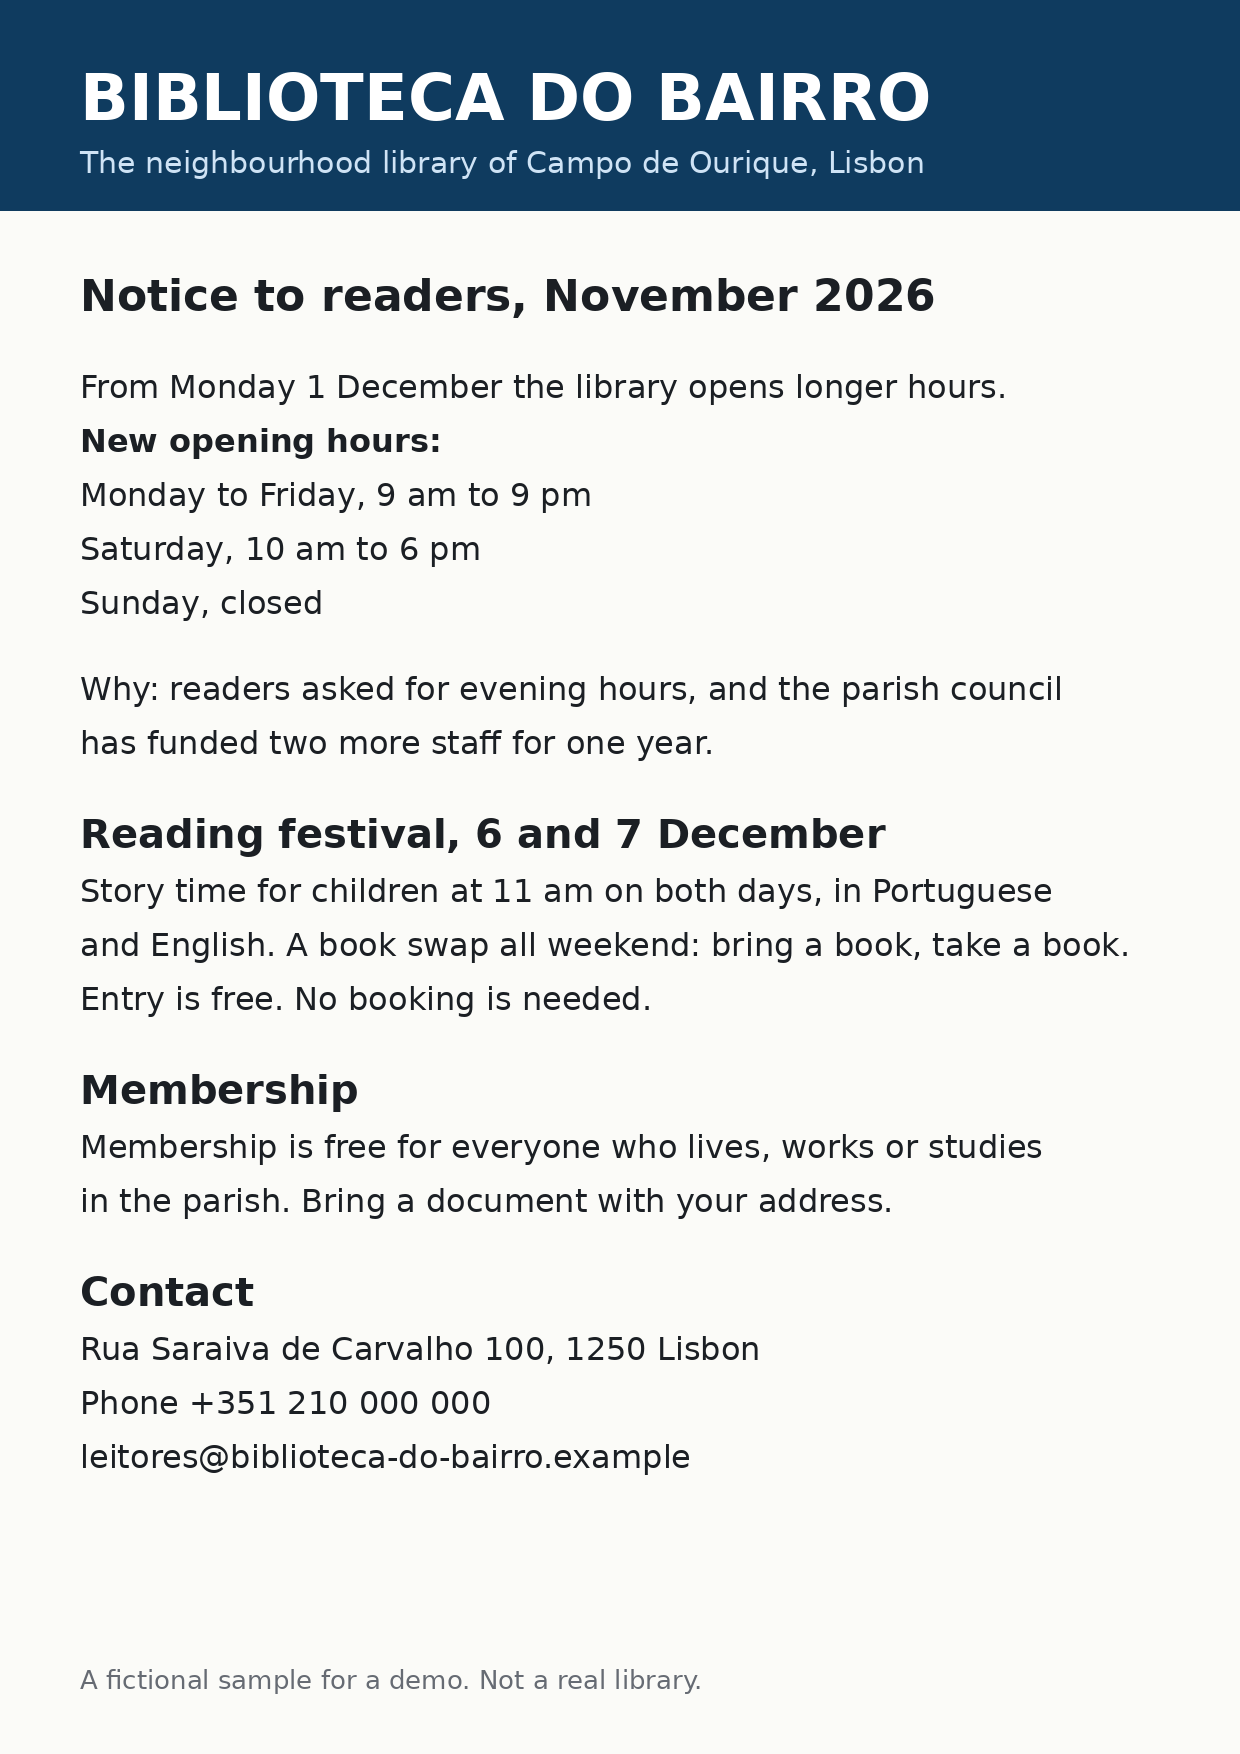 BIBLIOTECA DO BAIRRO
The neighbourhood library of Campo de Ourique, Lisbon
Notice to readers, November 2026
From Monday 1 December the library opens longer hours.
New opening hours:
Monday to Friday, 9 am to 9 pm
Saturday, 10 am to 6 pm
Sunday, closed
Why: readers asked for evening hours, and the parish council
has funded two more staff for one year.
Reading festival, 6 and 7 December
Story time for children at 11 am on both days, in Portuguese
and English. A book swap all weekend: bring a book, take a book.
Entry is free. No booking is needed.
Membership
Membership is free for everyone who lives, works or studies
in the parish. Bring a document with your address.
Contact
Rua Saraiva de Carvalho 100, 1250 Lisbon
Phone +351 210 000 000
leitores@biblioteca-do-bairro.example
A fictional sample for a demo. Not a real library.